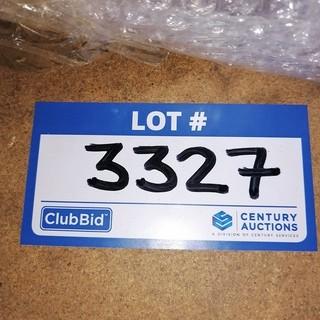 LOT #
3327
ClubBid
CENTURY
AUCTIONS
A DIVISION OF CENTURY SERVICES